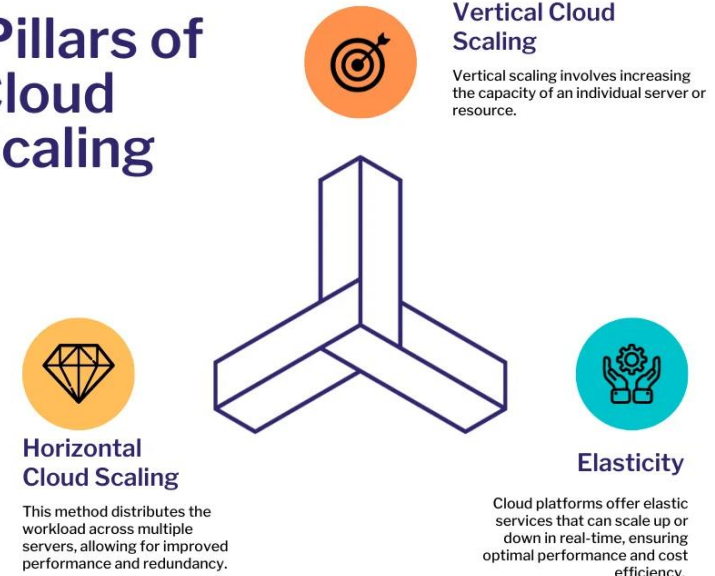 Pillars of
Cloud
caling
Vertical Cloud
Scaling
Vertical scaling involves increasing
the capacity of an individual server or
resource.
Horizontal
Cloud Scaling
This method distributes the
workload across multiple
servers, allowing for improved
performance and redundancy.
Elasticity
Cloud platforms offer elastic
services that can scale up or
down in real-time, ensuring
optimal performance and cost
efficiency.